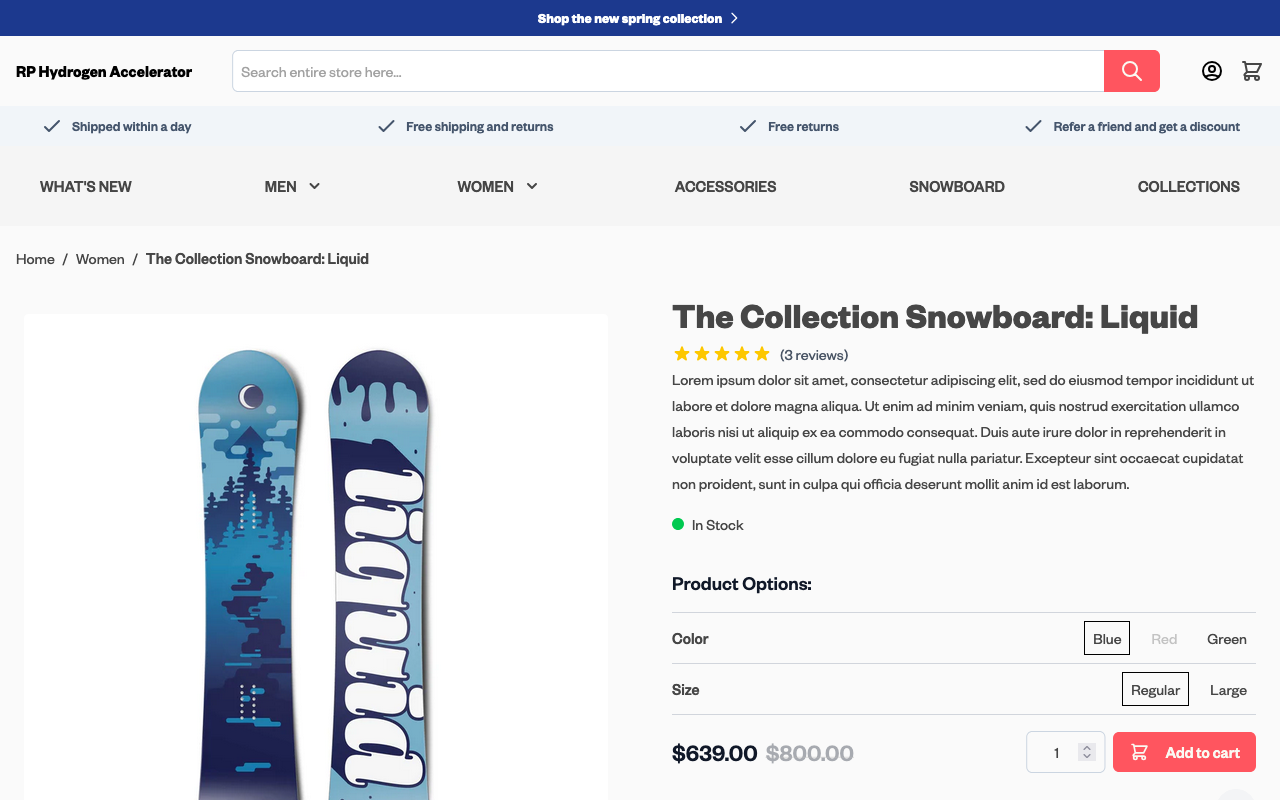 Shop the new spring collection
RP Hydrogen Accelerator
Search entire store here...
Shipped within a day
Free shipping and returns
Free returns
Refer a friend and get a discount
WHAT'S NEW
MEN
WOMEN
ACCESSORIES
SNOWBOARD
COLLECTIONS
Home / Women / The Collection Snowboard: Liquid
liquid
The Collection Snowboard: Liquid
(3 reviews)
Lorem ipsum dolor sit amet, consectetur adipiscing elit, sed do eiusmod tempor incididunt ut
labore et dolore magna aliqua. Ut enim ad minim veniam, quis nostrud exercitation ullamco
laboris nisi ut aliquip ex ea commodo consequat. Duis aute irure dolor in reprehenderit in
voluptate velit esse cillum dolore eu fugiat nulla pariatur. Excepteur sint occaecat cupidatat
non proident, sunt in culpa qui officia deserunt mollit anim id est laborum.
In Stock
Product Options:
Color
Blue
Red
Green
Size
Regular
Large
$639.00 $800.00
1
Add to cart